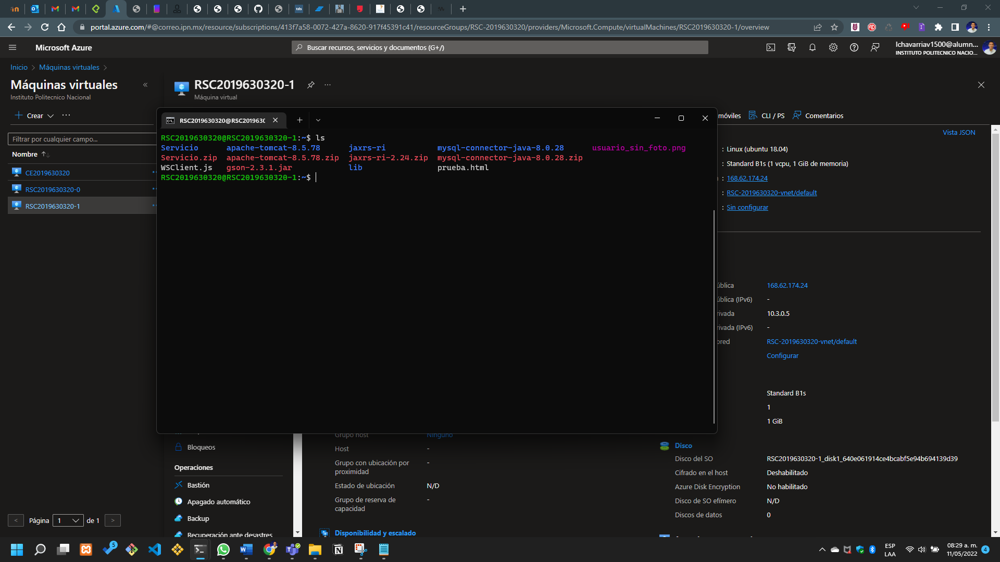 portal.azure.com/#@correo.ipn.mx/resource/subscriptions/413f7a58-0072-427a-8620-917f45391c41/resourceGroups/RSC-2019630320/providers/Microsoft.Compute/virtualMachines/RSC2019630320-1/overview
Microsoft Azure
Buscar recursos, servicios y documentos (G+/)
lchavarriav1500@alumn...
INSTITUTO POLITECNICO NACIO...
Inicio > Máquinas virtuales >
Máquinas virtuales
Instituto Politecnico Nacional
RSC2019630320-1
Máquina virtual
Crear
Filtrar por cualquier campo...
Nombre
CE2019630320
RSC2019630320-0
RSC2019630320-1
Página 1 de 1
RSC2019630320@RSC201963(
RSC2019630320@RSC2019630320-1:~$ ls
Servicio apache-tomcat-8.5.78 jaxrs-ri mysql-connector-java-8.0.28 usuario_sin_foto.png
Servicio.zip apache-tomcat-8.5.78.zip jaxrs-ri-2.24.zip mysql-connector-java-8.0.28.zip
WSClient.js gson-2.3.1.jar lib prueba.html
RSC2019630320@RSC2019630320-1:~$
móviles CLI / PS Comentarios
Vista JSON
: Linux (ubuntu 18.04)
: Standard B1s (1 vcpu, 1 GiB de memoria)
: 168.62.174.24
: RSC-2019630320-vnet/default
: Sin configurar
ública 168.62.174.24
ública (IPv6) -
rivada 10.3.0.5
rivada (IPv6) -
red RSC-2019630320-vnet/default
Configurar
Standard B1s
1
1 GiB
Bloqueos
Operaciones
Bastión
Apagado automático
Backup
Recuperación ante desastres
Grupo host Ninguno
Host -
Grupo con ubicación por proximidad -
Estado de ubicación N/D
Grupo de reserva de capacidad -
Disponibilidad y escalado
Disco
Disco del SO RSC2019630320-1_disk1_640e061914ce4bcabf5e94b694139d39
Cifrado en el host Deshabilitado
Azure Disk Encryption No habilitado
Disco de SO efímero N/D
Discos de datos 0
5
ESP
LAA
08:29 a. m.
11/05/2022
4